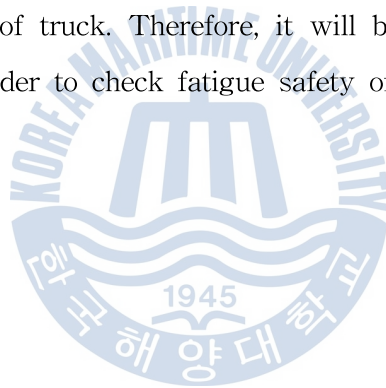 of truck. Therefore, it will b
der to check fatigue safety o
KOREA MARITIME UNIVERSITY
1945
한국해양대학교